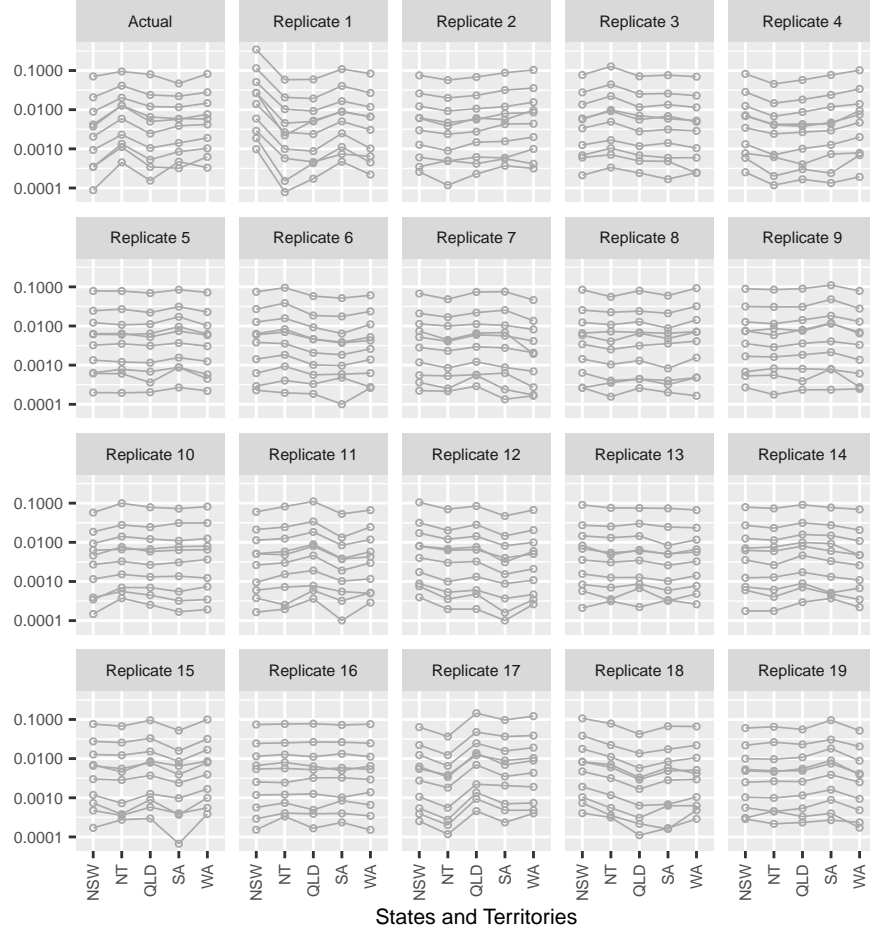 Actual Replicate 1 Replicate 2 Replicate 3 Replicate 4
0.1000
0.0100
0.0010
0.0001
Replicate 5 Replicate 6 Replicate 7 Replicate 8 Replicate 9
0.1000
0.0100
0.0010
0.0001
Replicate 10 Replicate 11 Replicate 12 Replicate 13 Replicate 14
0.1000
0.0100
0.0010
0.0001
Replicate 15 Replicate 16 Replicate 17 Replicate 18 Replicate 19
0.1000
0.0100
0.0010
0.0001
NSW NT QLD SA WA NSW NT QLD SA WA NSW NT QLD SA WA NSW NT QLD SA WA NSW NT QLD SA WA
States and Territories